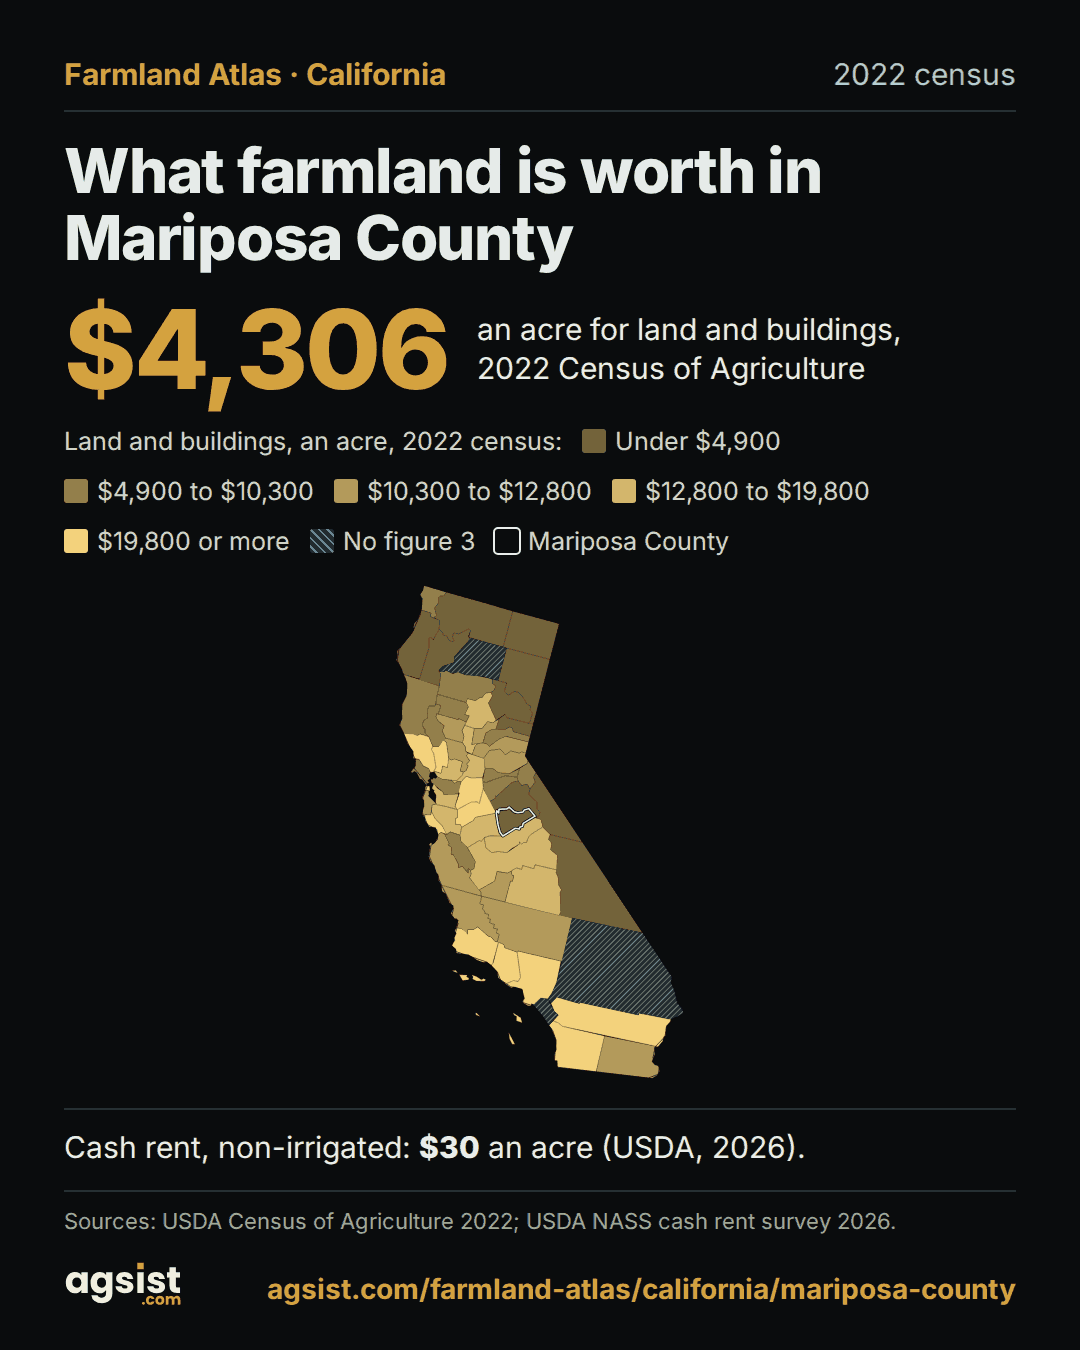 Farmland Atlas · California
2022 census
What farmland is worth in
Mariposa County
$4,306
an acre for land and buildings,
2022 Census of Agriculture
Land and buildings, an acre, 2022 census: Under $4,900
$4,900 to $10,300 $10,300 to $12,800 $12,800 to $19,800
$19,800 or more No figure 3 Mariposa County
Cash rent, non-irrigated: $30 an acre (USDA, 2026).
Sources: USDA Census of Agriculture 2022; USDA NASS cash rent survey 2026.
agsist
.com
agsist.com/farmland-atlas/california/mariposa-county